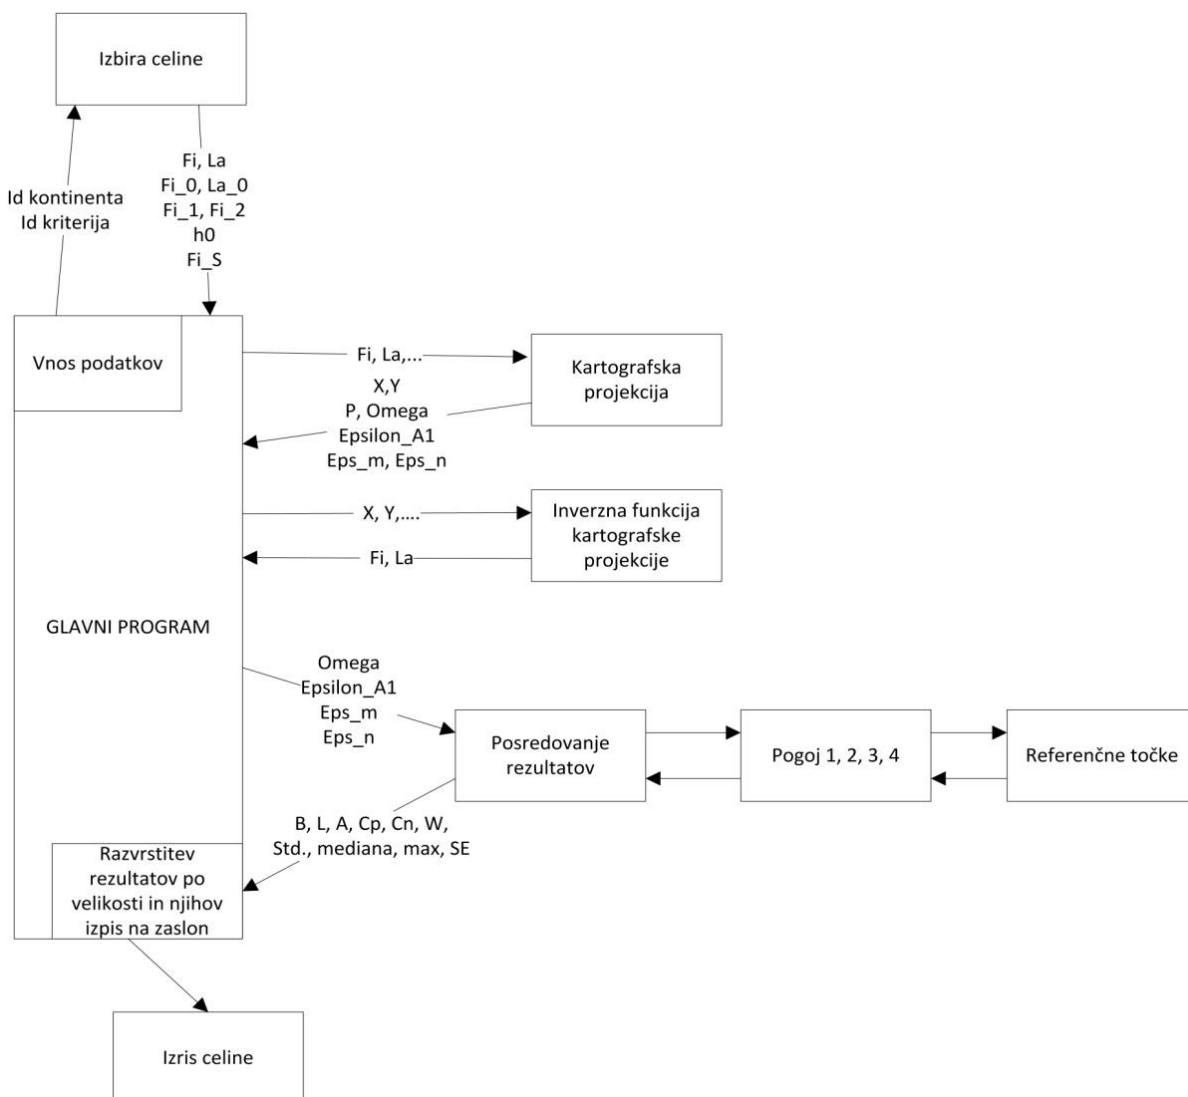 Izbira celine
Id kontinenta
Id kriterija
Fi, La
Fi_0, La_0
Fi_1, Fi_2
h0
Fi_S
Vnos podatkov
Fi, La,...
Kartografska
projekcija
X,Y
P, Omega
Epsilon_A1
Eps_m, Eps_n
X, Y,....
Inverzna funkcija
kartografske
projekcije
Fi, La
GLAVNI PROGRAM
Omega
Epsilon_A1
Eps_m
Eps_n
Posredovanje
rezultatov
Pogoj 1, 2, 3, 4
Referenčne točke
B, L, A, Cp, Cn, W,
Std., mediana, max, SE
Razvrstitev
rezultatov po
velikosti in njihov
izpis na zaslon
Izris celine